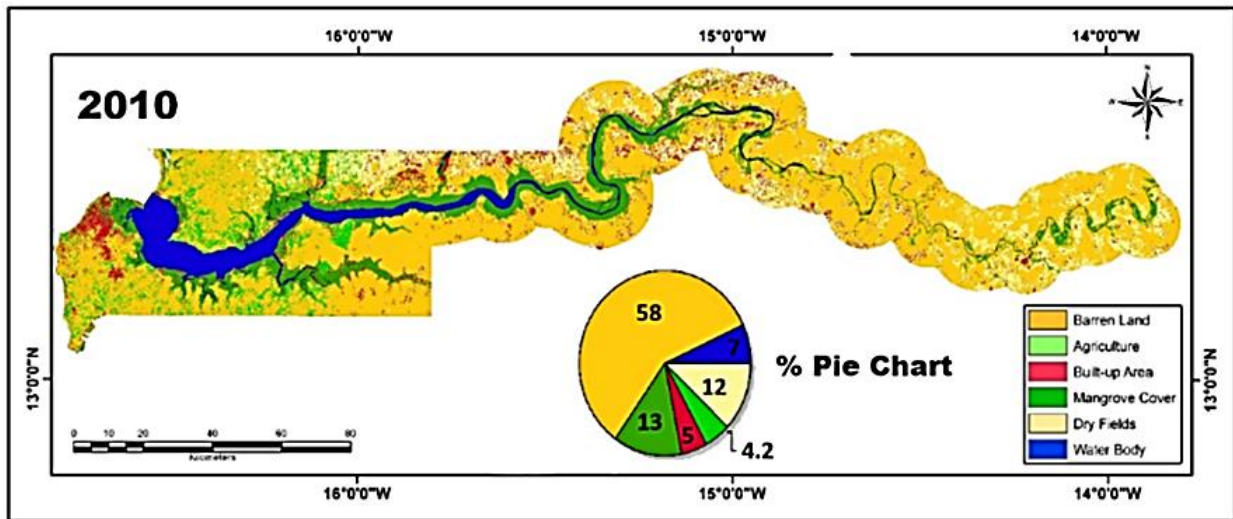 16°0'0"W 15°0'0"W 14°0'0"W
2010
N
W E
S
Barren Land
Agriculture
Built-up Area
Mangrove Cover
Dry Fields
Water Body
58
7
% Pie Chart
12
13
5
4.2
13°0'0"N
13°0'0"N
0 5 10 20 40 60 80
Kilometers
16°0'0"W 15°0'0"W 14°0'0"W